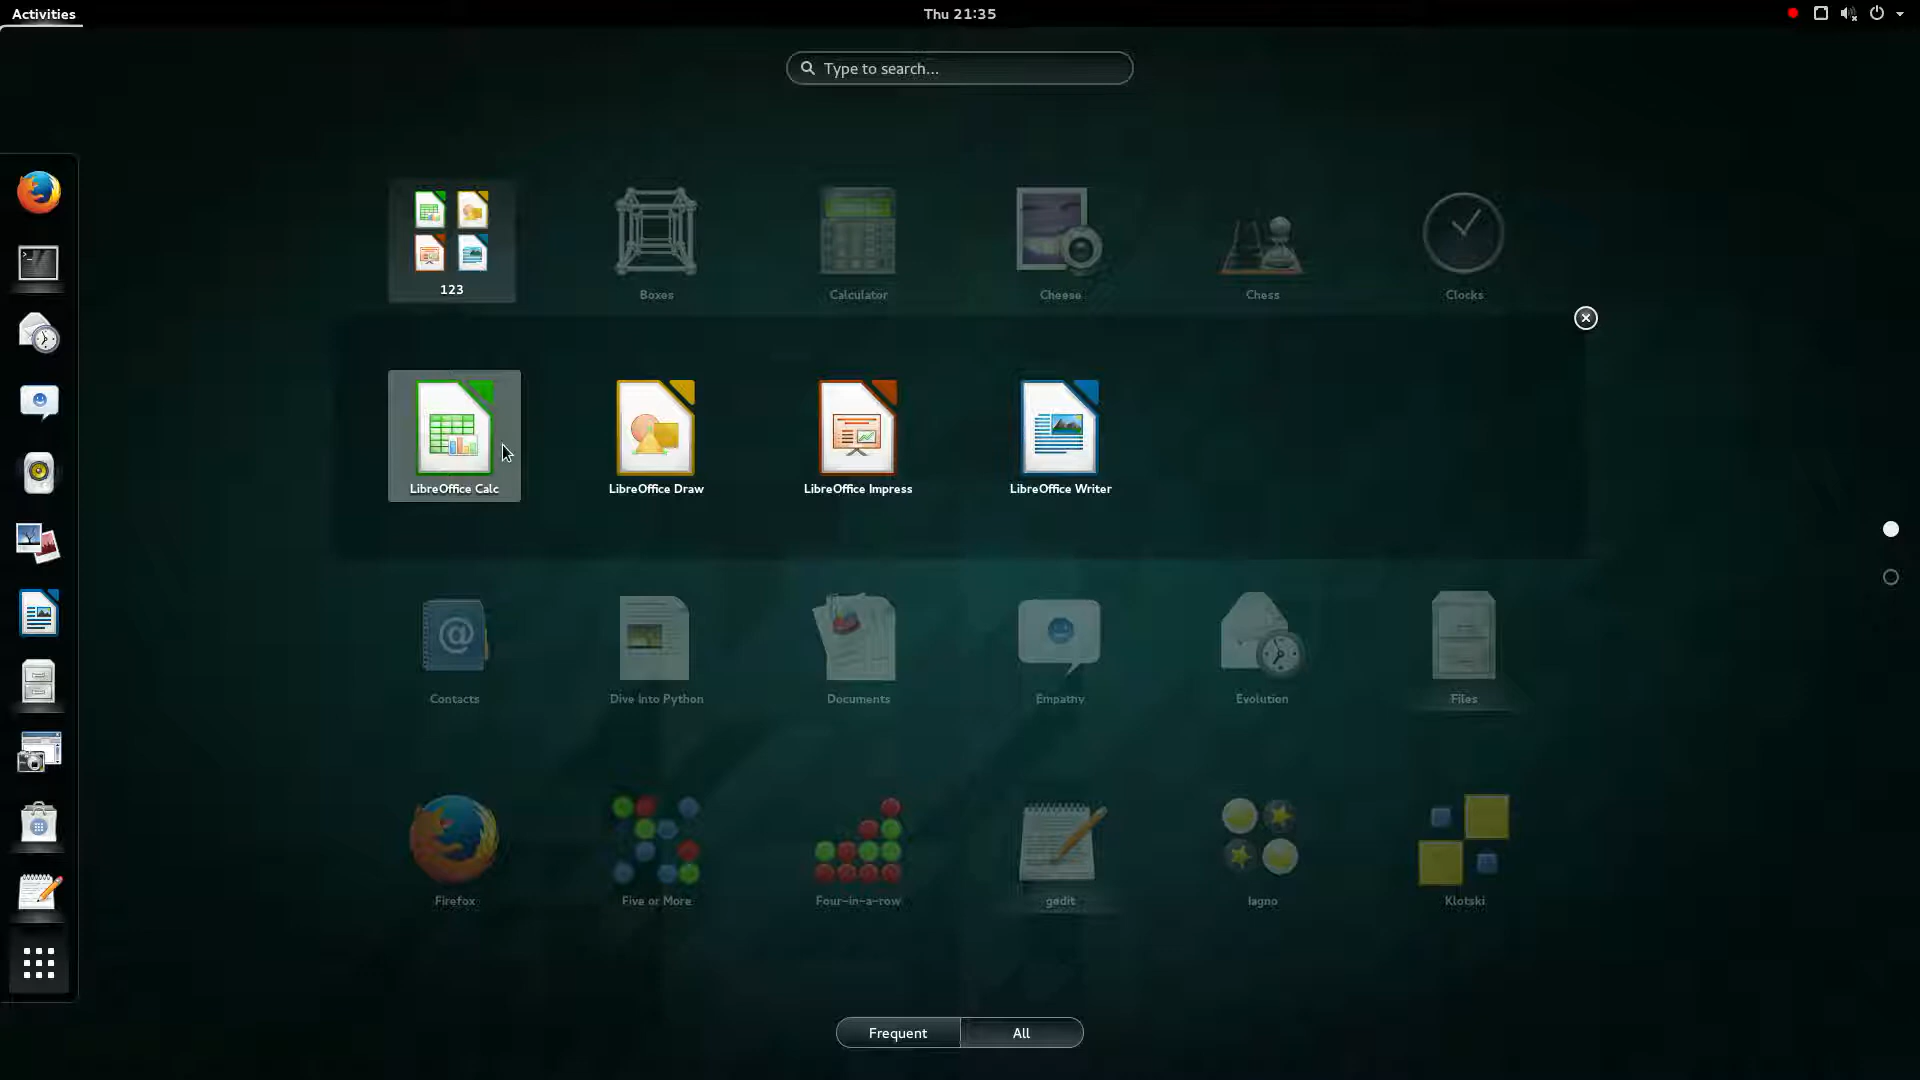 Activities
Thu 21:35
Type to search...
123
Boxes
Calculator
Cheese
Chess
Clocks
LibreOffice Calc
LibreOffice Draw
LibreOffice Impress
LibreOffice Writer
Contacts
Dive Into Python
Documents
Empathy
Evolution
Files
Firefox
Five or More
Four-in-a-row
gedit
Iagno
Klotski
Frequent
All